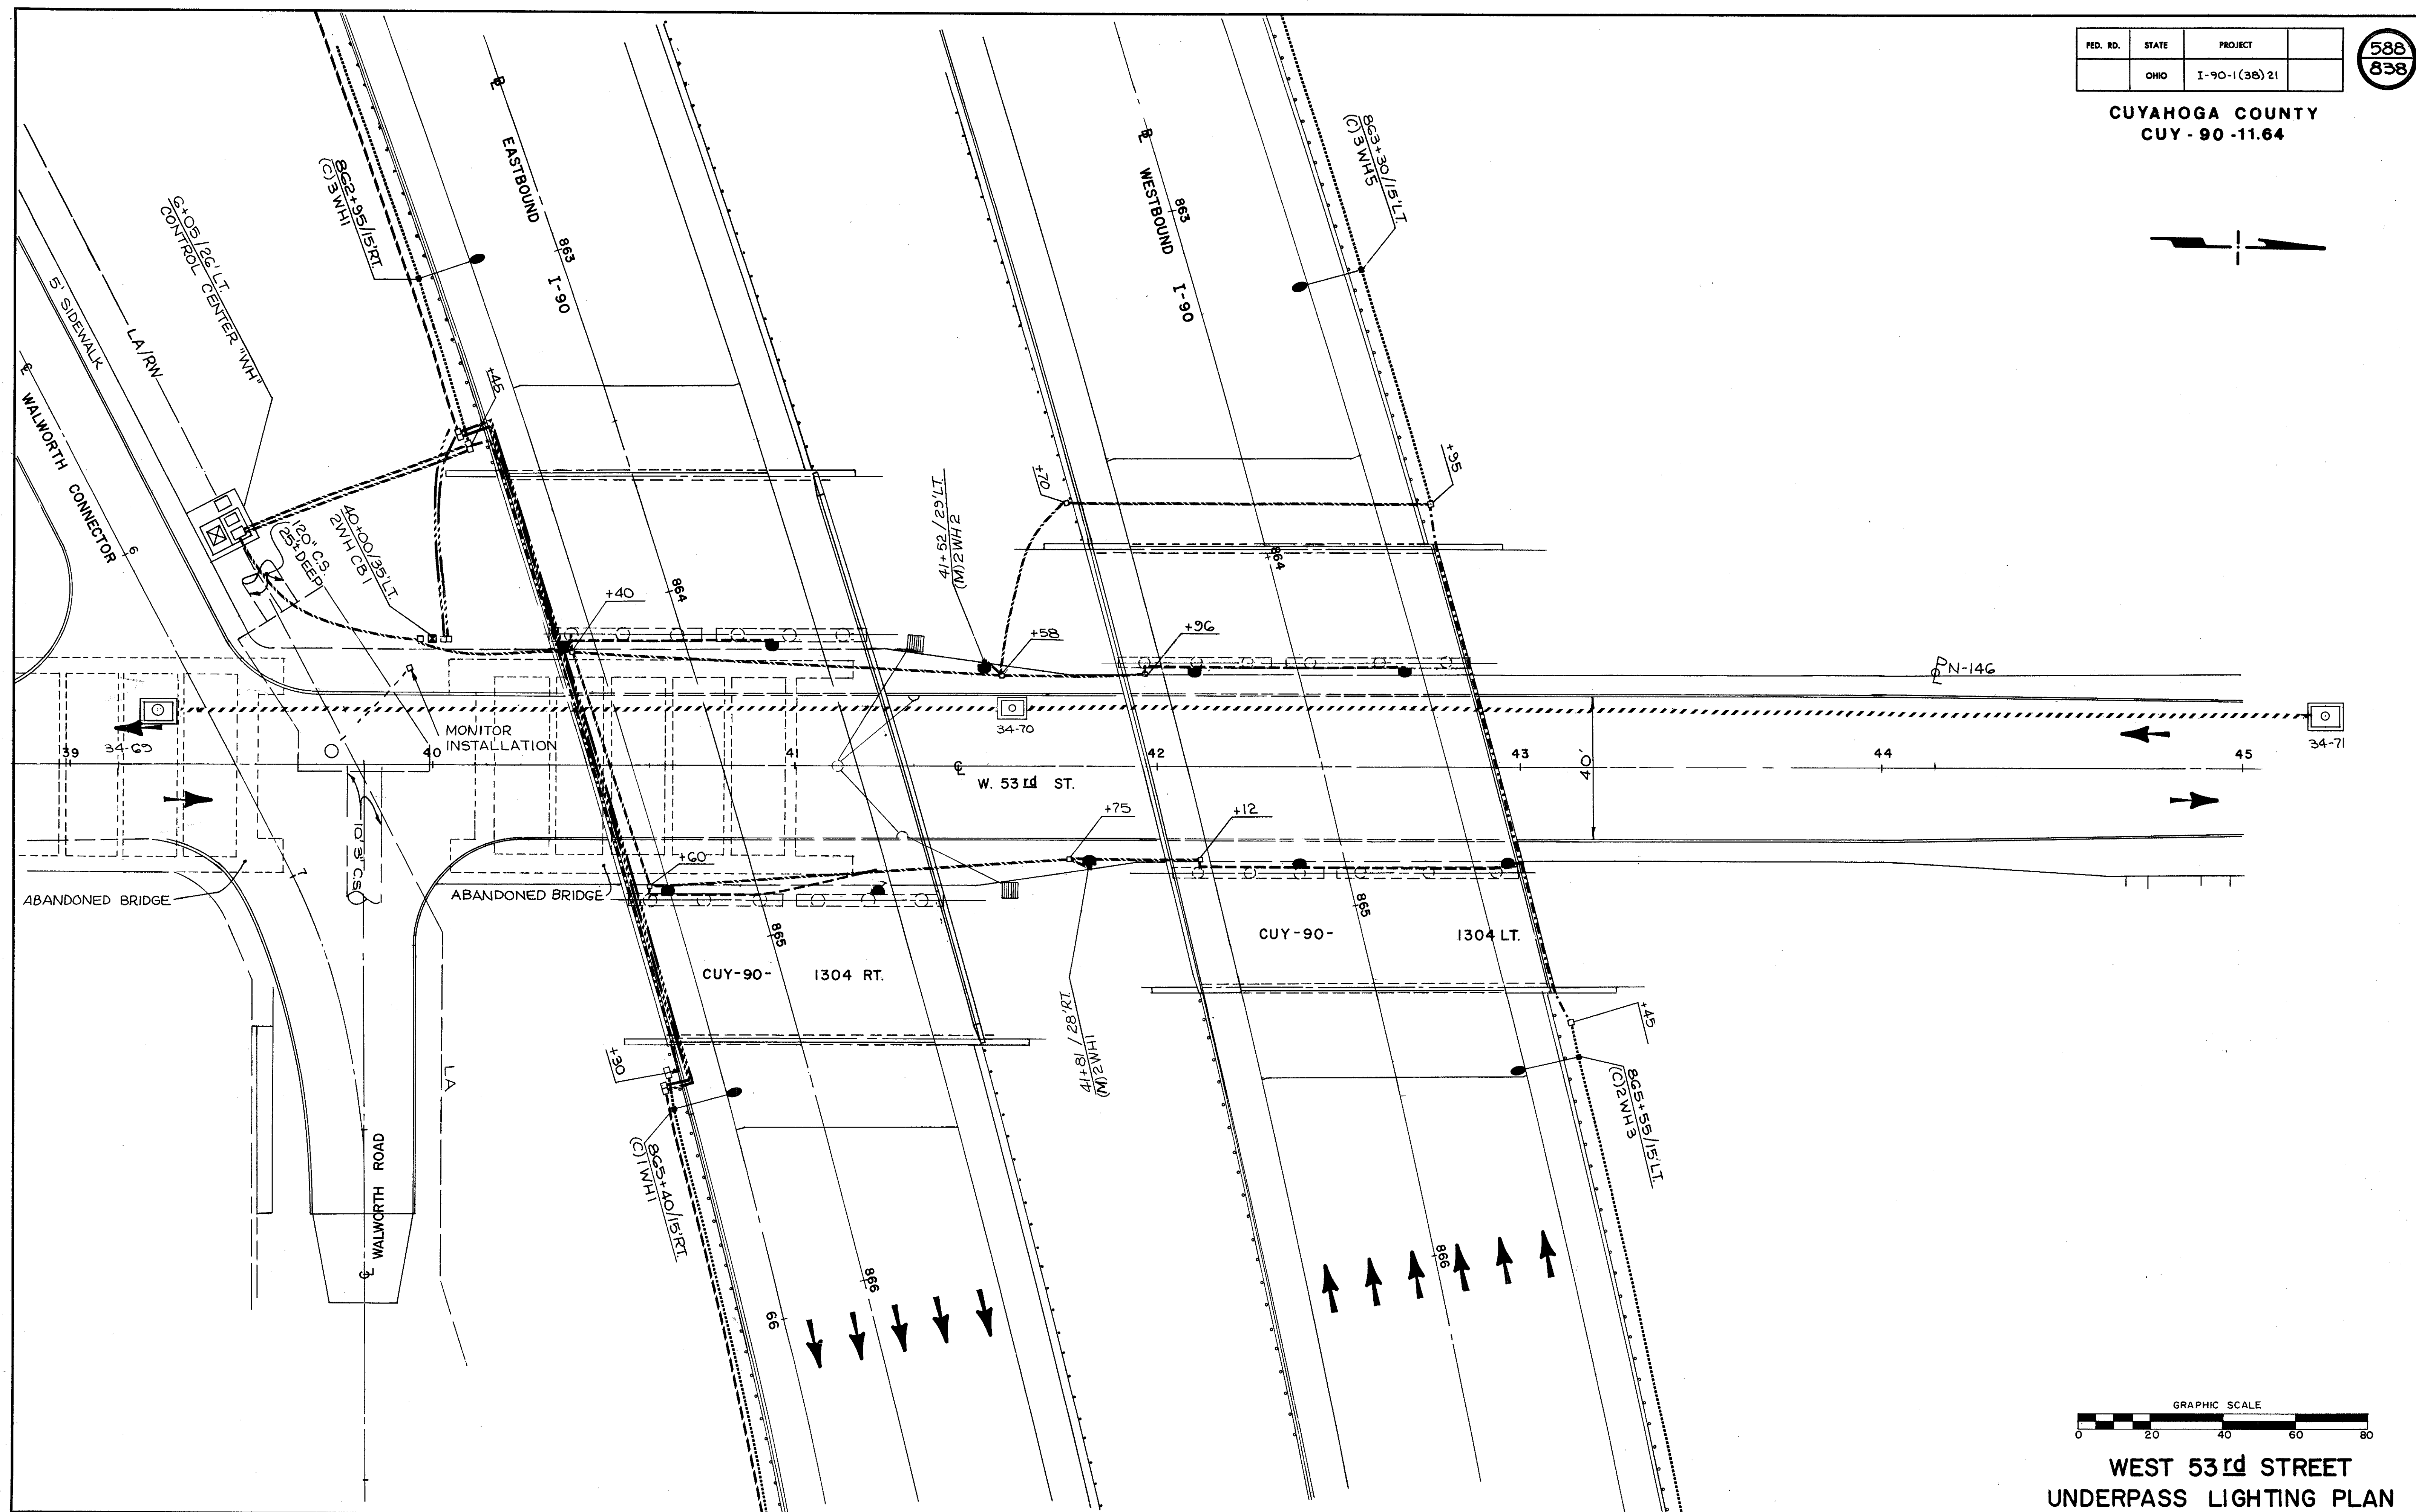 FED. RD. STATE PROJECT
OHIO I-90-1(38)21
588
838
CUYAHOGA COUNTY
CUY - 90 -11.64
EASTBOUND I-90
863
WESTBOUND I-90
863
862+95/15'RT.
(C)3WH1
863+30/15'LT.
(C)3WH5
6+05/26' LT.
CONTROL CENTER "WH"
5' SIDEWALK
LA/RW
WALWORTH CONNECTOR
6
+45
120" C.S.
(25'± DEEP)
40+00/35'LT.
2WH CB1
+40
864
41+52/29'LT.
(M)2WH2
+70
+95
864
+58
+96
N-146
34-69
MONITOR
INSTALLATION
34-70
34-71
39
40
41
42
43
44
45
W. 53rd ST.
40'
+75
+12
+60
7
10' 3" C.S.
ABANDONED BRIDGE
ABANDONED BRIDGE
865
865
CUY-90- 1304 RT.
CUY-90- 1304 LT.
41+81/28'RT.
(M)2WH1
+30
+45
LA
865+40/15'RT.
(C)1WH1
865+55/15'LT.
(C)2WH3
WALWORTH ROAD
866
866
66
1
GRAPHIC SCALE
0 20 40 60 80
WEST 53rd STREET
UNDERPASS LIGHTING PLAN